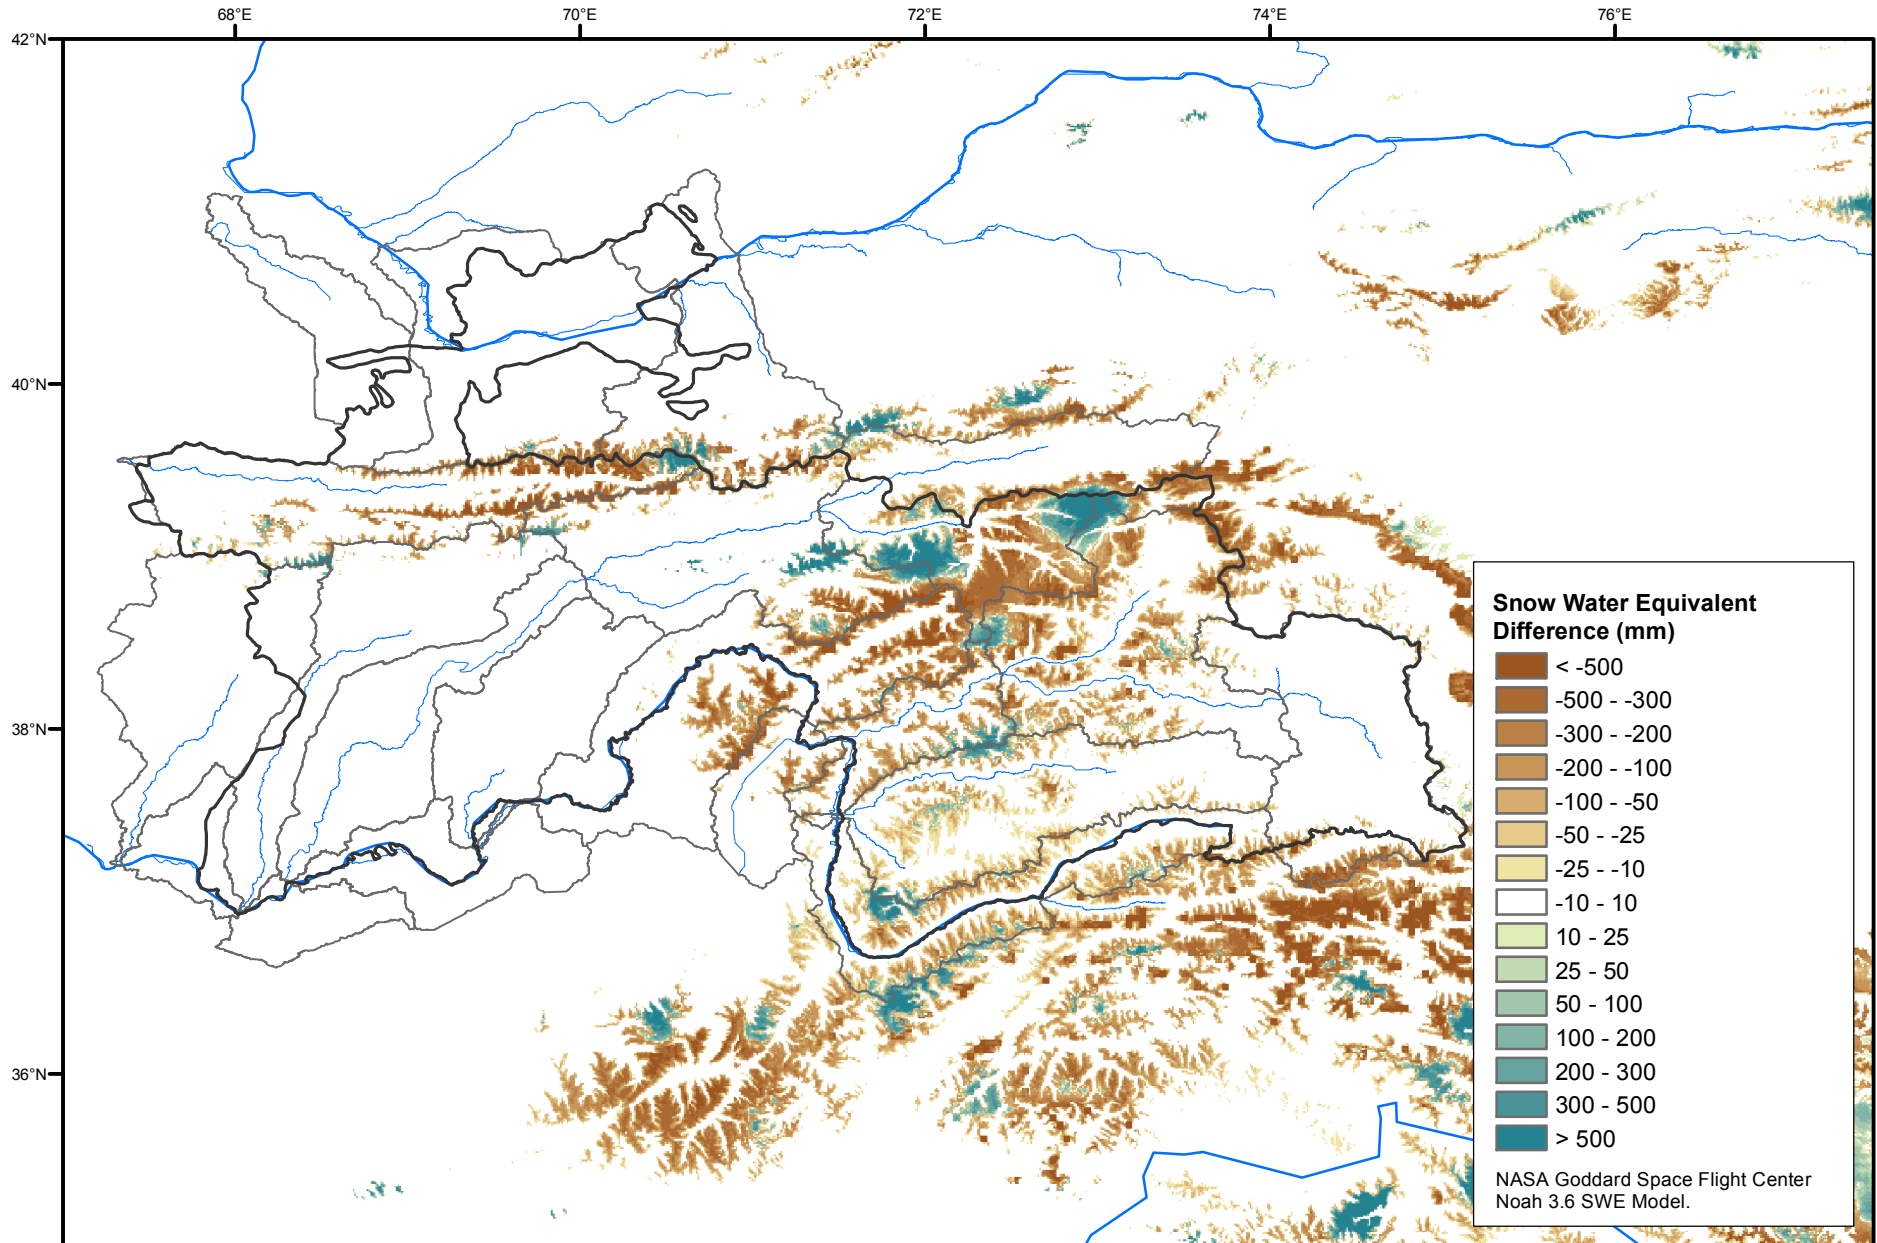 68°E
70°E
72°E
74°E
76°E
42°N
40°N
38°N
36°N
Snow Water Equivalent
Difference (mm)
< -500
-500 - -300
-300 - -200
-200 - -100
-100 - -50
-50 - -25
-25 - -10
-10 - 10
10 - 25
25 - 50
50 - 100
100 - 200
200 - 300
300 - 500
> 500
NASA Goddard Space Flight Center
Noah 3.6 SWE Model.